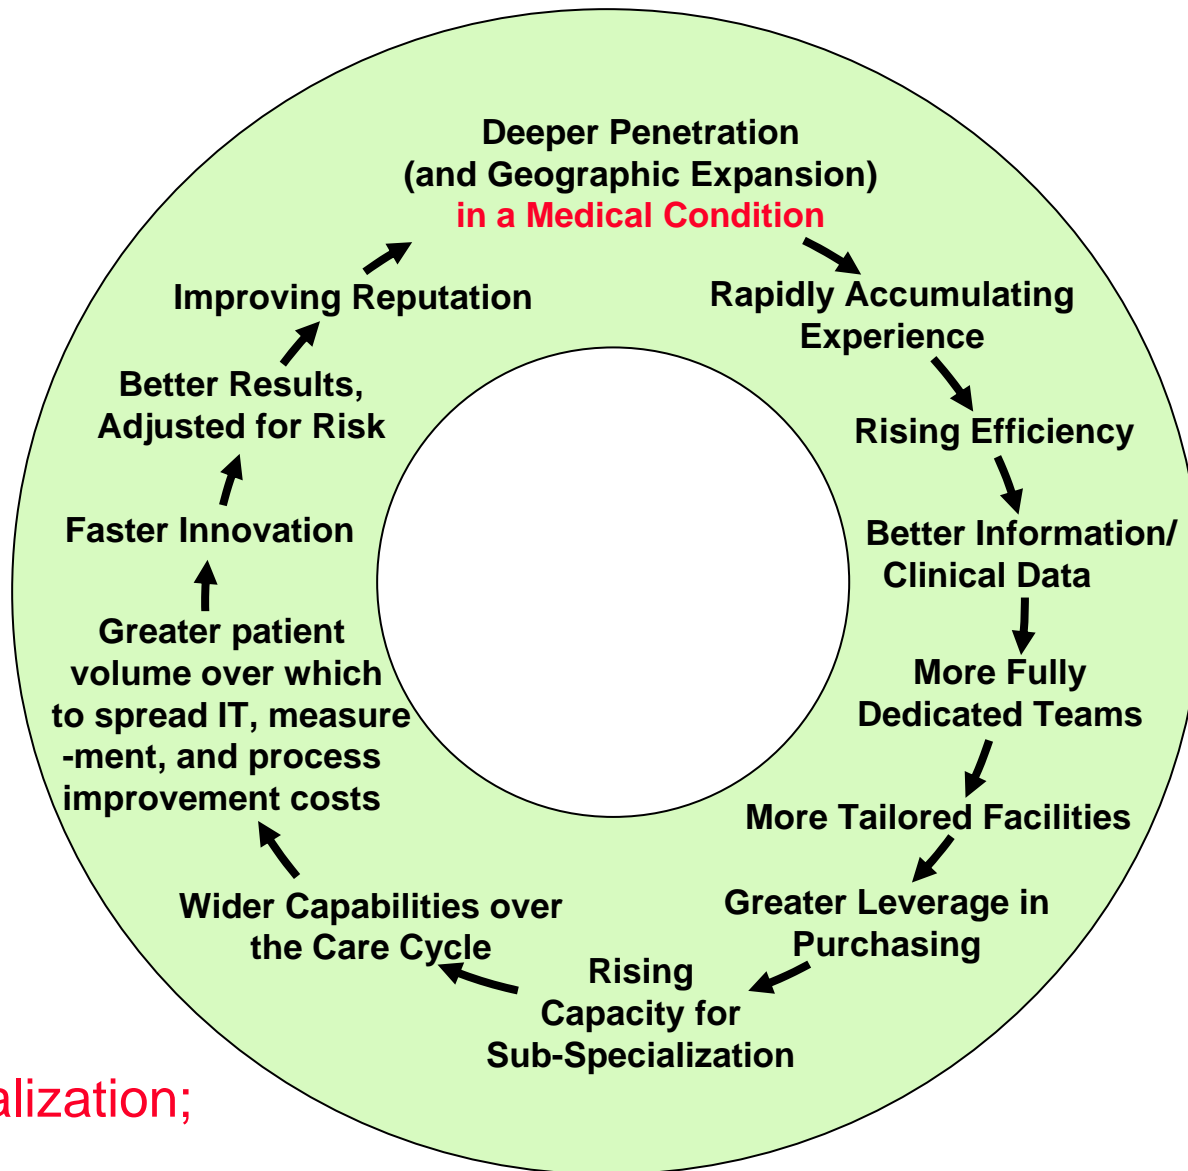 Deeper Penetration
(and Geographic Expansion)
in a Medical Condition
Rapidly Accumulating
Experience
Rising Efficiency
Better Information/
Clinical Data
More Fully
Dedicated Teams
More Tailored Facilities
Greater Leverage in
Purchasing
Rising
Capacity for
Sub-Specialization
Wider Capabilities over
the Care Cycle
Greater patient
volume over which
to spread IT, measure
-ment, and process
improvement costs
Faster Innovation
Better Results,
Adjusted for Risk
Improving Reputation
alization;